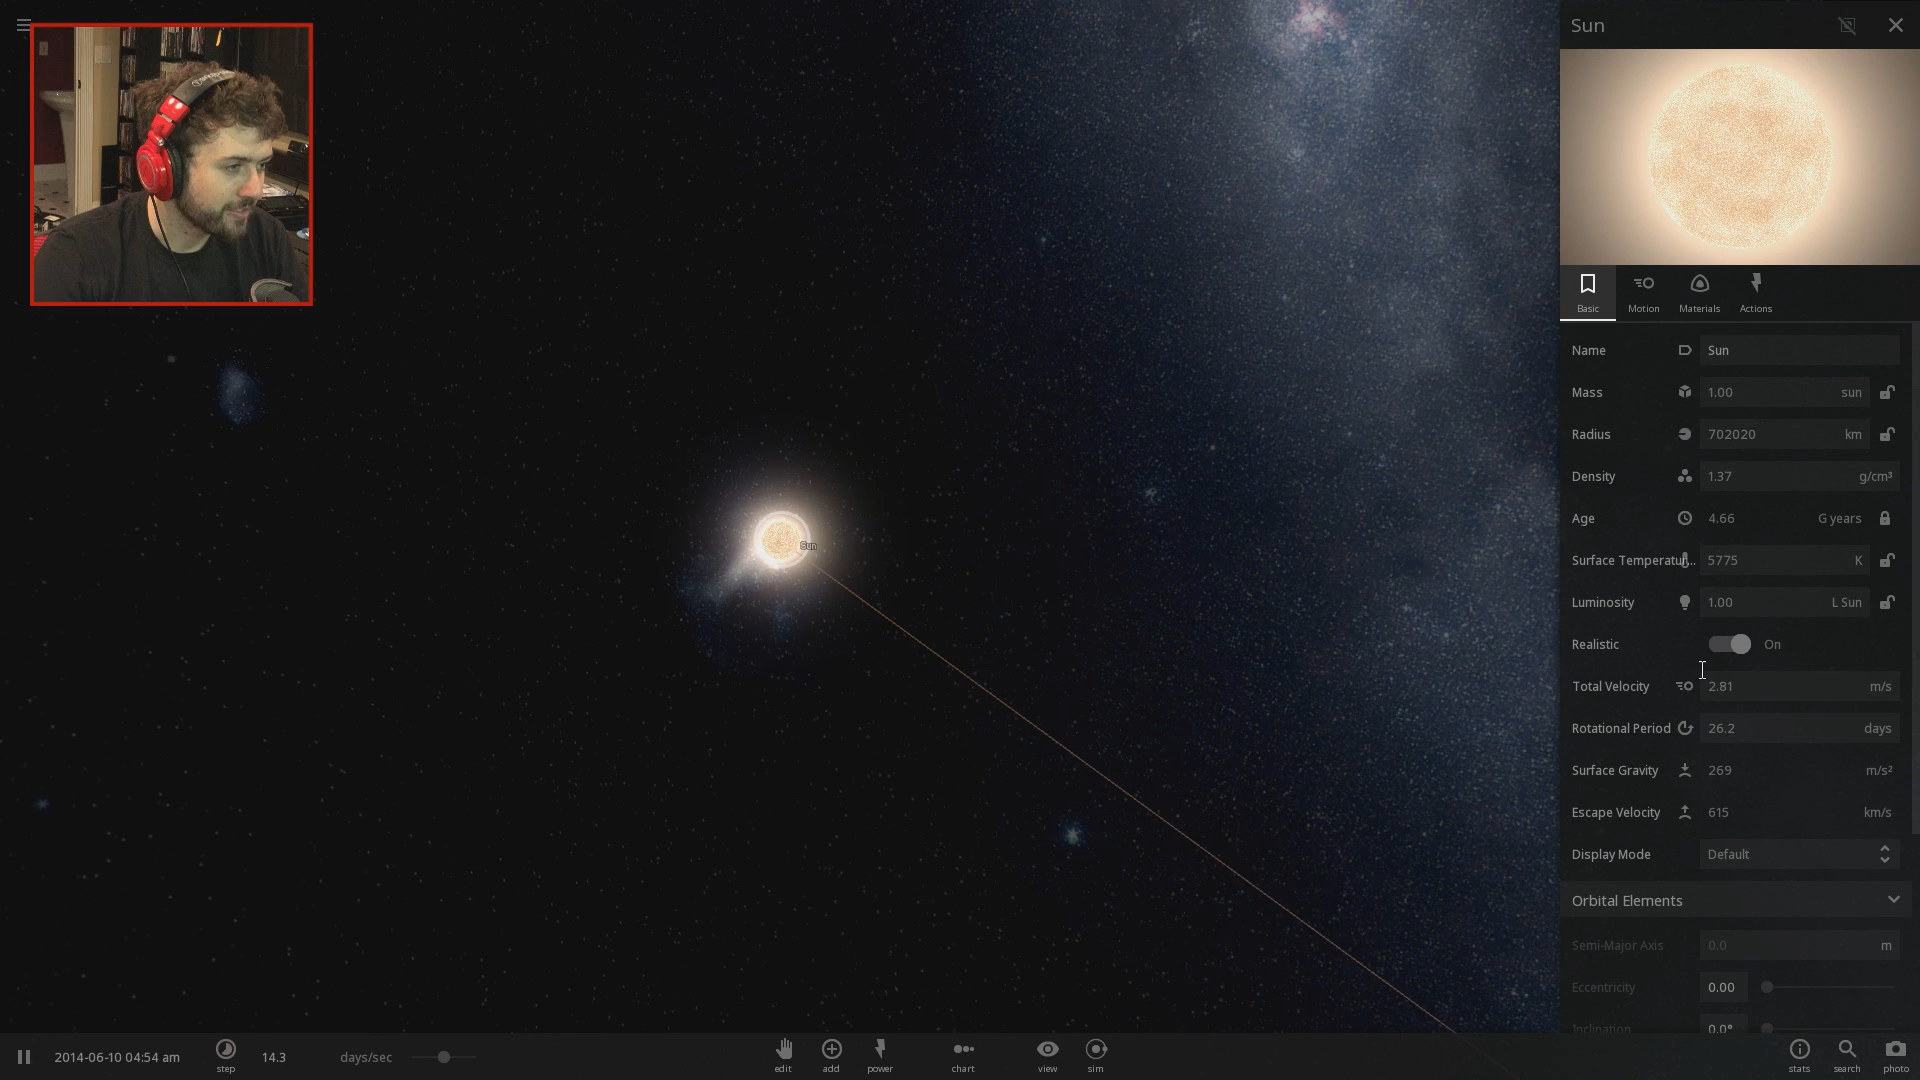 Sun
Basic
Motion
Materials
Actions
Name Sun
Mass 1.00 sun
Radius 702020 km
Density 1.37 g/cm³
Age 4.66 G years
Surface Temperatur... 5775 K
Luminosity 1.00 L Sun
Realistic On
Total Velocity 2.81 m/s
Rotational Period 26.2 days
Surface Gravity 269 m/s²
Escape Velocity 615 km/s
Display Mode Default
Orbital Elements
Semi-Major Axis 0.0 m
Eccentricity 0.00
Inclination 0.0°
Sun
2014-06-10 04:54 am
step
14.3 days/sec
edit
add
power
chart
view
sim
stats
search
photo